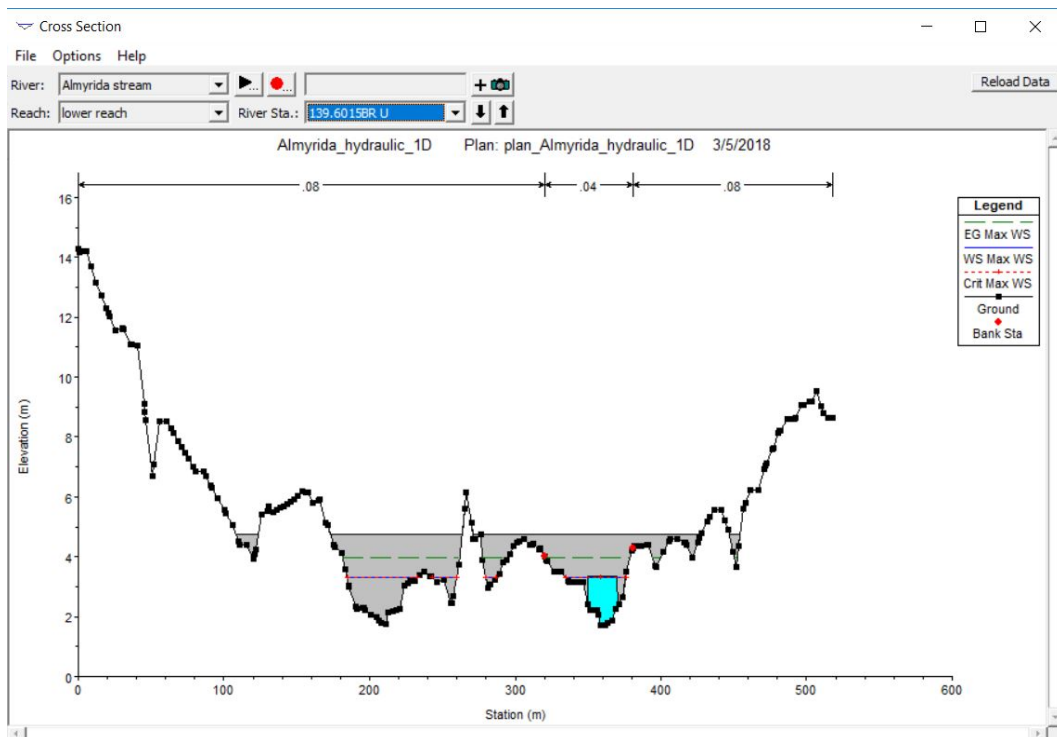 Cross Section
File Options Help
River: Almyrida stream
Reload Data
Reach: lower reach River Sta.: 139.6015BR U
Almyrida_hydraulic_1D Plan: plan_Almyrida_hydraulic_1D 3/5/2018
.08 .04 .08
Legend
EG Max WS
WS Max WS
Crit Max WS
Ground
Bank Sta
16
14
12
10
8
6
4
2
0
Elevation (m)
0 100 200 300 400 500 600
Station (m)